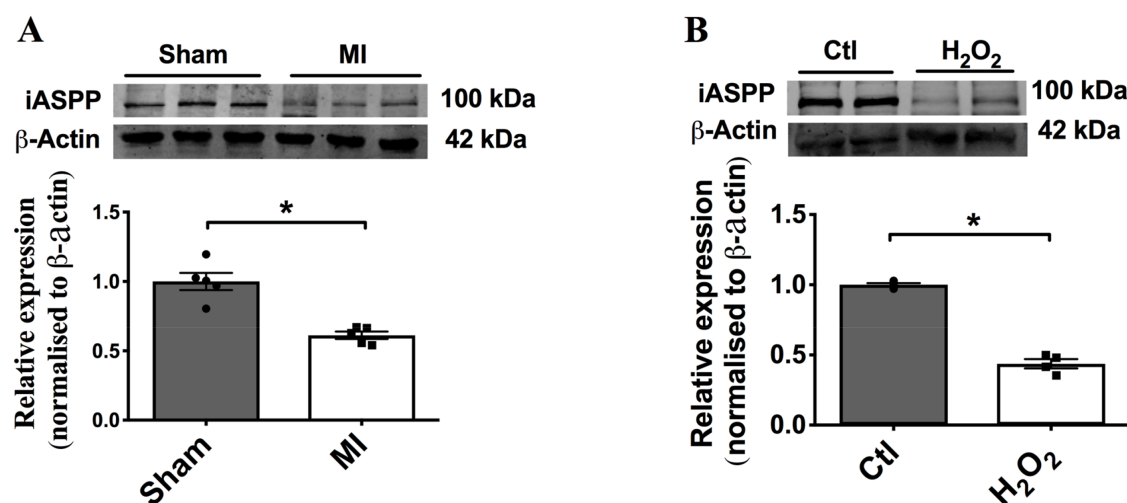 A
Sham MI
iASPP 100 kDa
β-Actin 42 kDa
Relative expression
(normalised to β-actin)
1.5
1.0
0.5
0.0
*
Sham MI
B
Ctl H₂O₂
iASPP 100 kDa
β-Actin 42 kDa
Relative expression
(normalised to β-actin)
1.5
1.0
0.5
0.0
*
Ctl H₂O₂